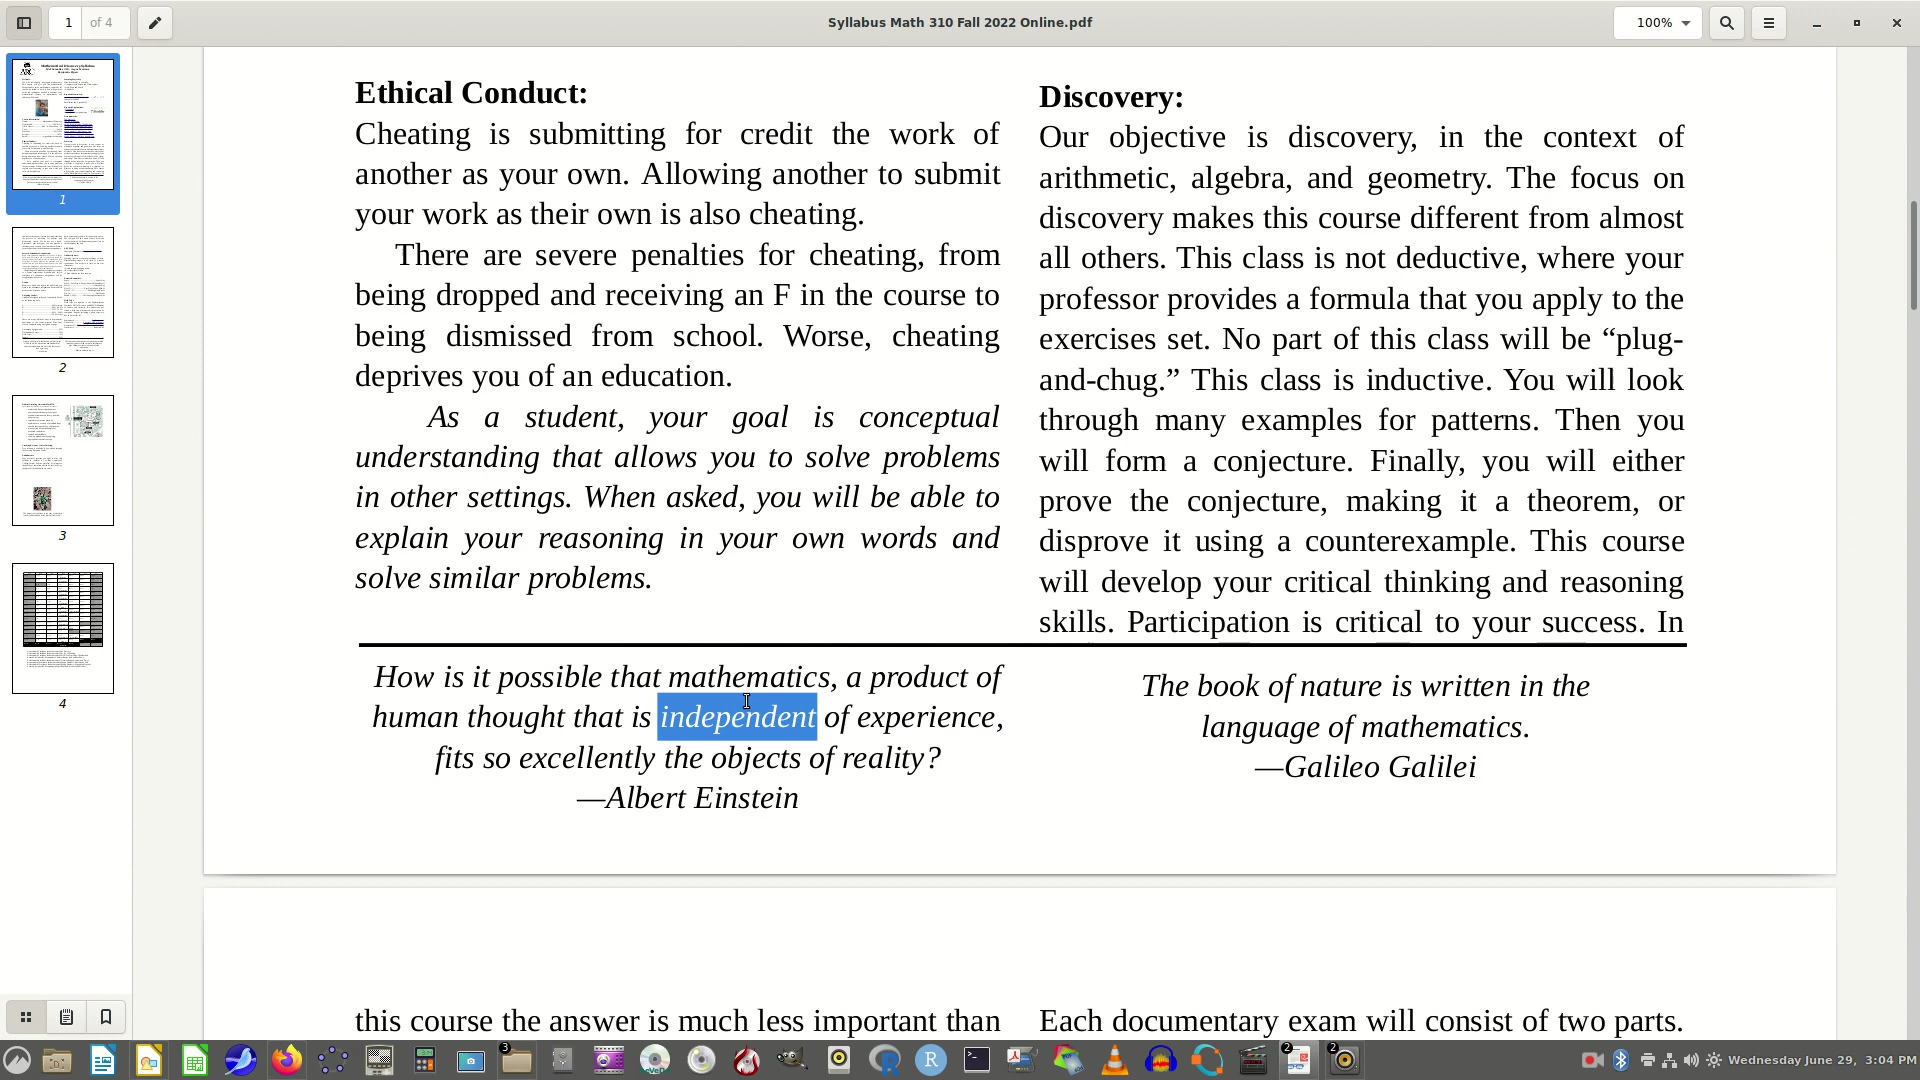 1 of 4
Syllabus Math 310 Fall 2022 Online.pdf
100%
1
2
3
4
Ethical Conduct:
Cheating is submitting for credit the work of
another as your own. Allowing another to submit
your work as their own is also cheating.
There are severe penalties for cheating, from
being dropped and receiving an F in the course to
being dismissed from school. Worse, cheating
deprives you of an education.
As a student, your goal is conceptual
understanding that allows you to solve problems
in other settings. When asked, you will be able to
explain your reasoning in your own words and
solve similar problems.
Discovery:
Our objective is discovery, in the context of
arithmetic, algebra, and geometry. The focus on
discovery makes this course different from almost
all others. This class is not deductive, where your
professor provides a formula that you apply to the
exercises set. No part of this class will be “plug-
and-chug.” This class is inductive. You will look
through many examples for patterns. Then you
will form a conjecture. Finally, you will either
prove the conjecture, making it a theorem, or
disprove it using a counterexample. This course
will develop your critical thinking and reasoning
skills. Participation is critical to your success. In
How is it possible that mathematics, a product of
human thought that is independent of experience,
fits so excellently the objects of reality?
—Albert Einstein
The book of nature is written in the
language of mathematics.
—Galileo Galilei
this course the answer is much less important than
Each documentary exam will consist of two parts.
3
2
2
Wednesday June 29, 3:04 PM